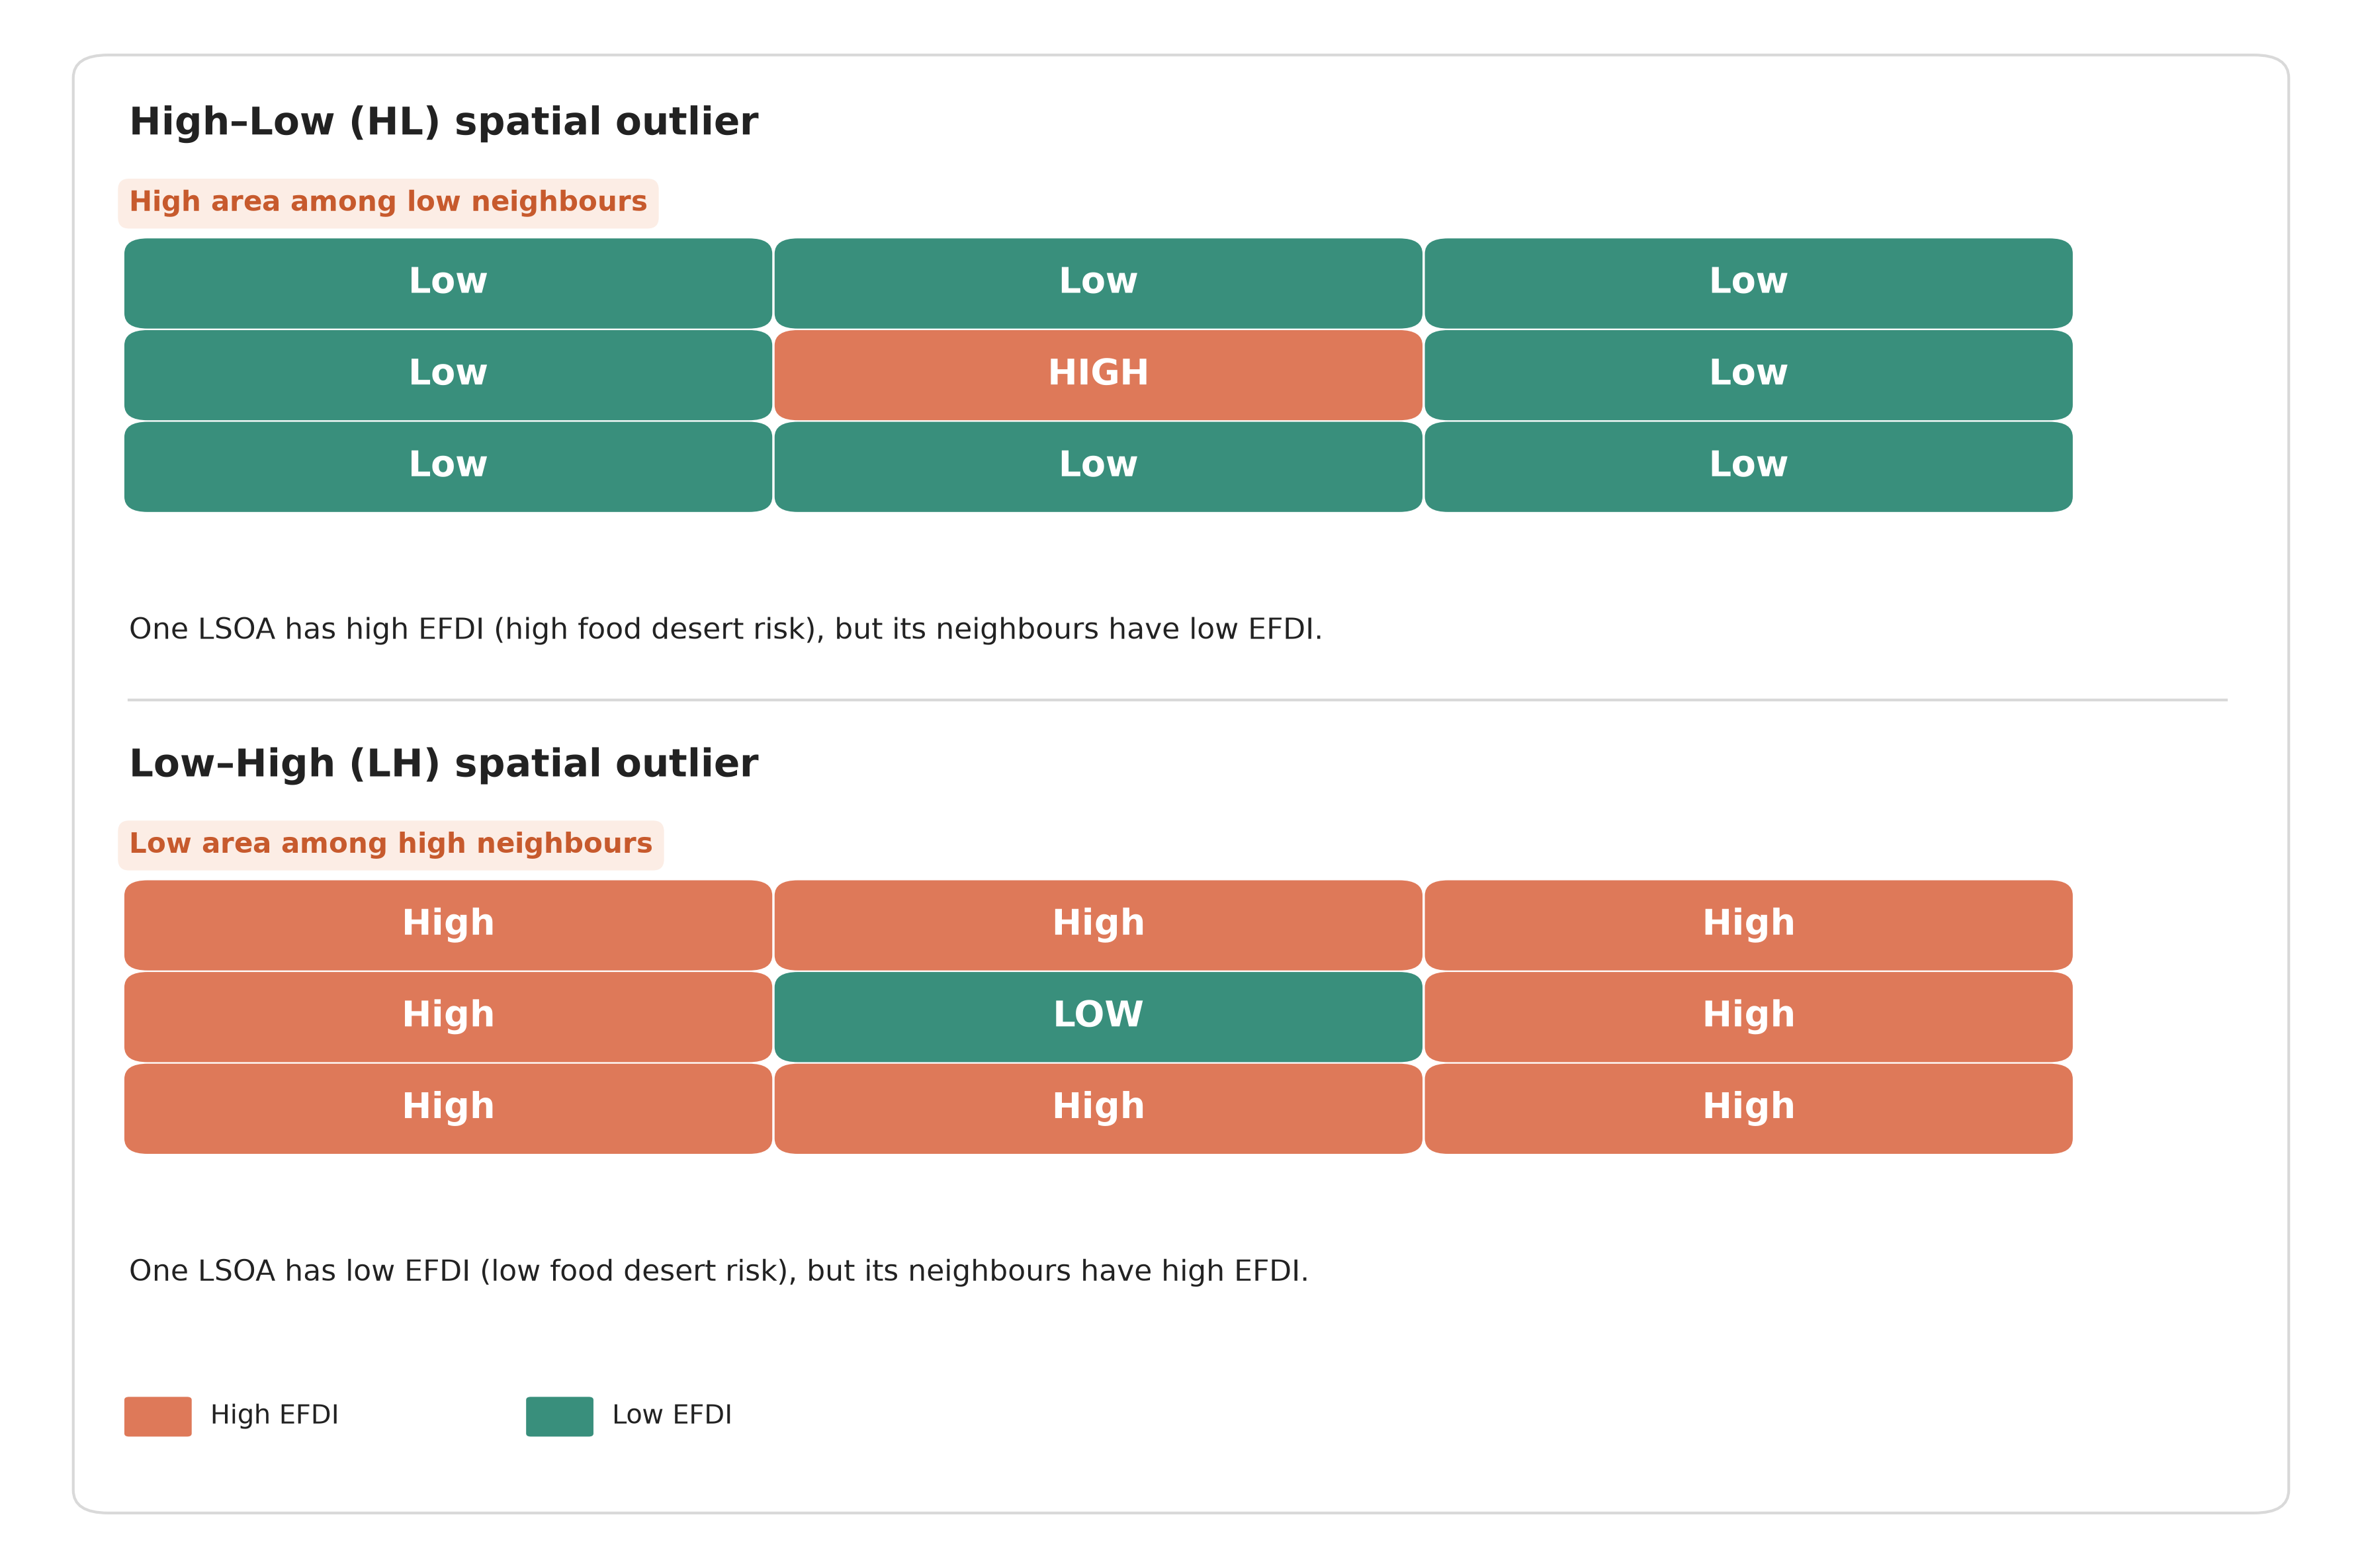 High–Low (HL) spatial outlier
High area among low neighbours
Low Low Low
Low HIGH Low
Low Low Low
One LSOA has high EFDI (high food desert risk), but its neighbours have low EFDI.
Low–High (LH) spatial outlier
Low area among high neighbours
High High High
High LOW High
High High High
One LSOA has low EFDI (low food desert risk), but its neighbours have high EFDI.
High EFDI Low EFDI